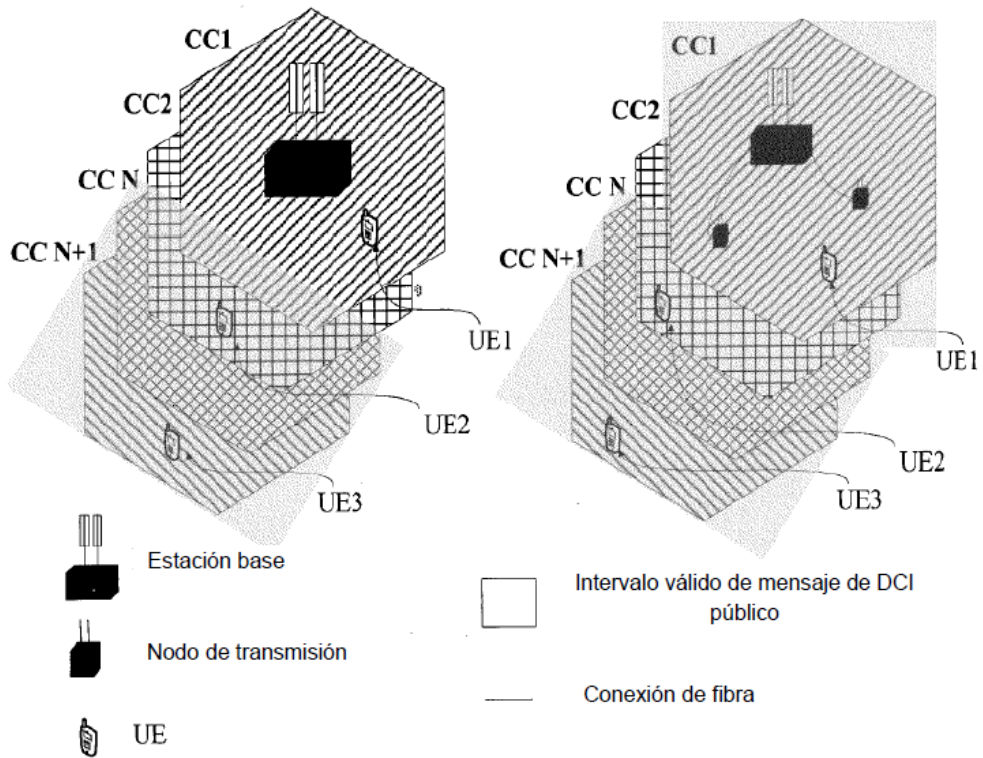 CC1
CC2
CC N
CC N+1
UE1
UE2
UE3
CC1
CC2
CC N
CC N+1
UE1
UE2
UE3
Estación base
Nodo de transmisión
UE
Intervalo válido de mensaje de DCI
público
Conexión de fibra